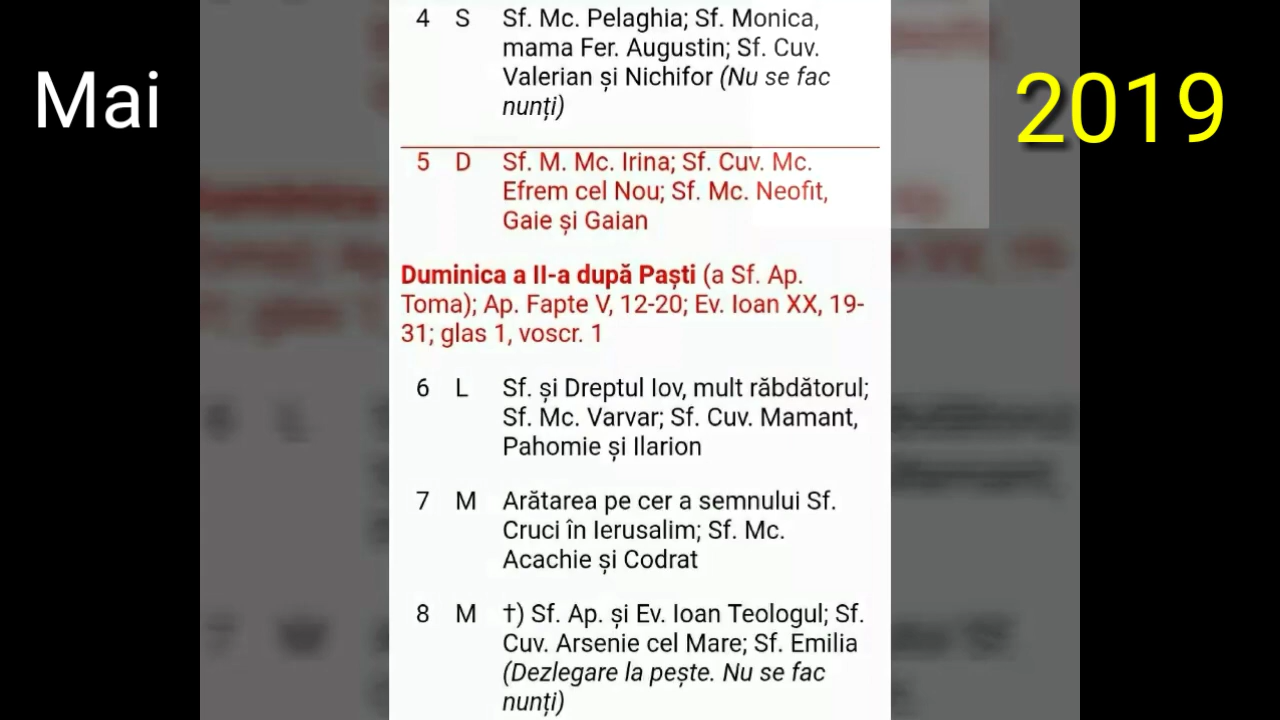 Mai
2019
4 S Sf. Mc. Pelaghia; Sf. Monica,
mama Fer. Augustin; Sf. Cuv.
Valerian și Nichifor (Nu se fac
nunți)
5 D Sf. M. Mc. Irina; Sf. Cuv. Mc.
Efrem cel Nou; Sf. Mc. Neofit,
Gaie și Gaian
Duminica a II-a după Paști (a Sf. Ap.
Toma); Ap. Fapte V, 12-20; Ev. Ioan XX, 19-
31; glas 1, voscr. 1
6 L Sf. și Dreptul Iov, mult răbdătorul;
Sf. Mc. Varvar; Sf. Cuv. Mamant,
Pahomie și Ilarion
7 M Arătarea pe cer a semnului Sf.
Cruci în Ierusalim; Sf. Mc.
Acachie și Codrat
8 M †) Sf. Ap. și Ev. Ioan Teologul; Sf.
Cuv. Arsenie cel Mare; Sf. Emilia
(Dezlegare la pește. Nu se fac
nunți)